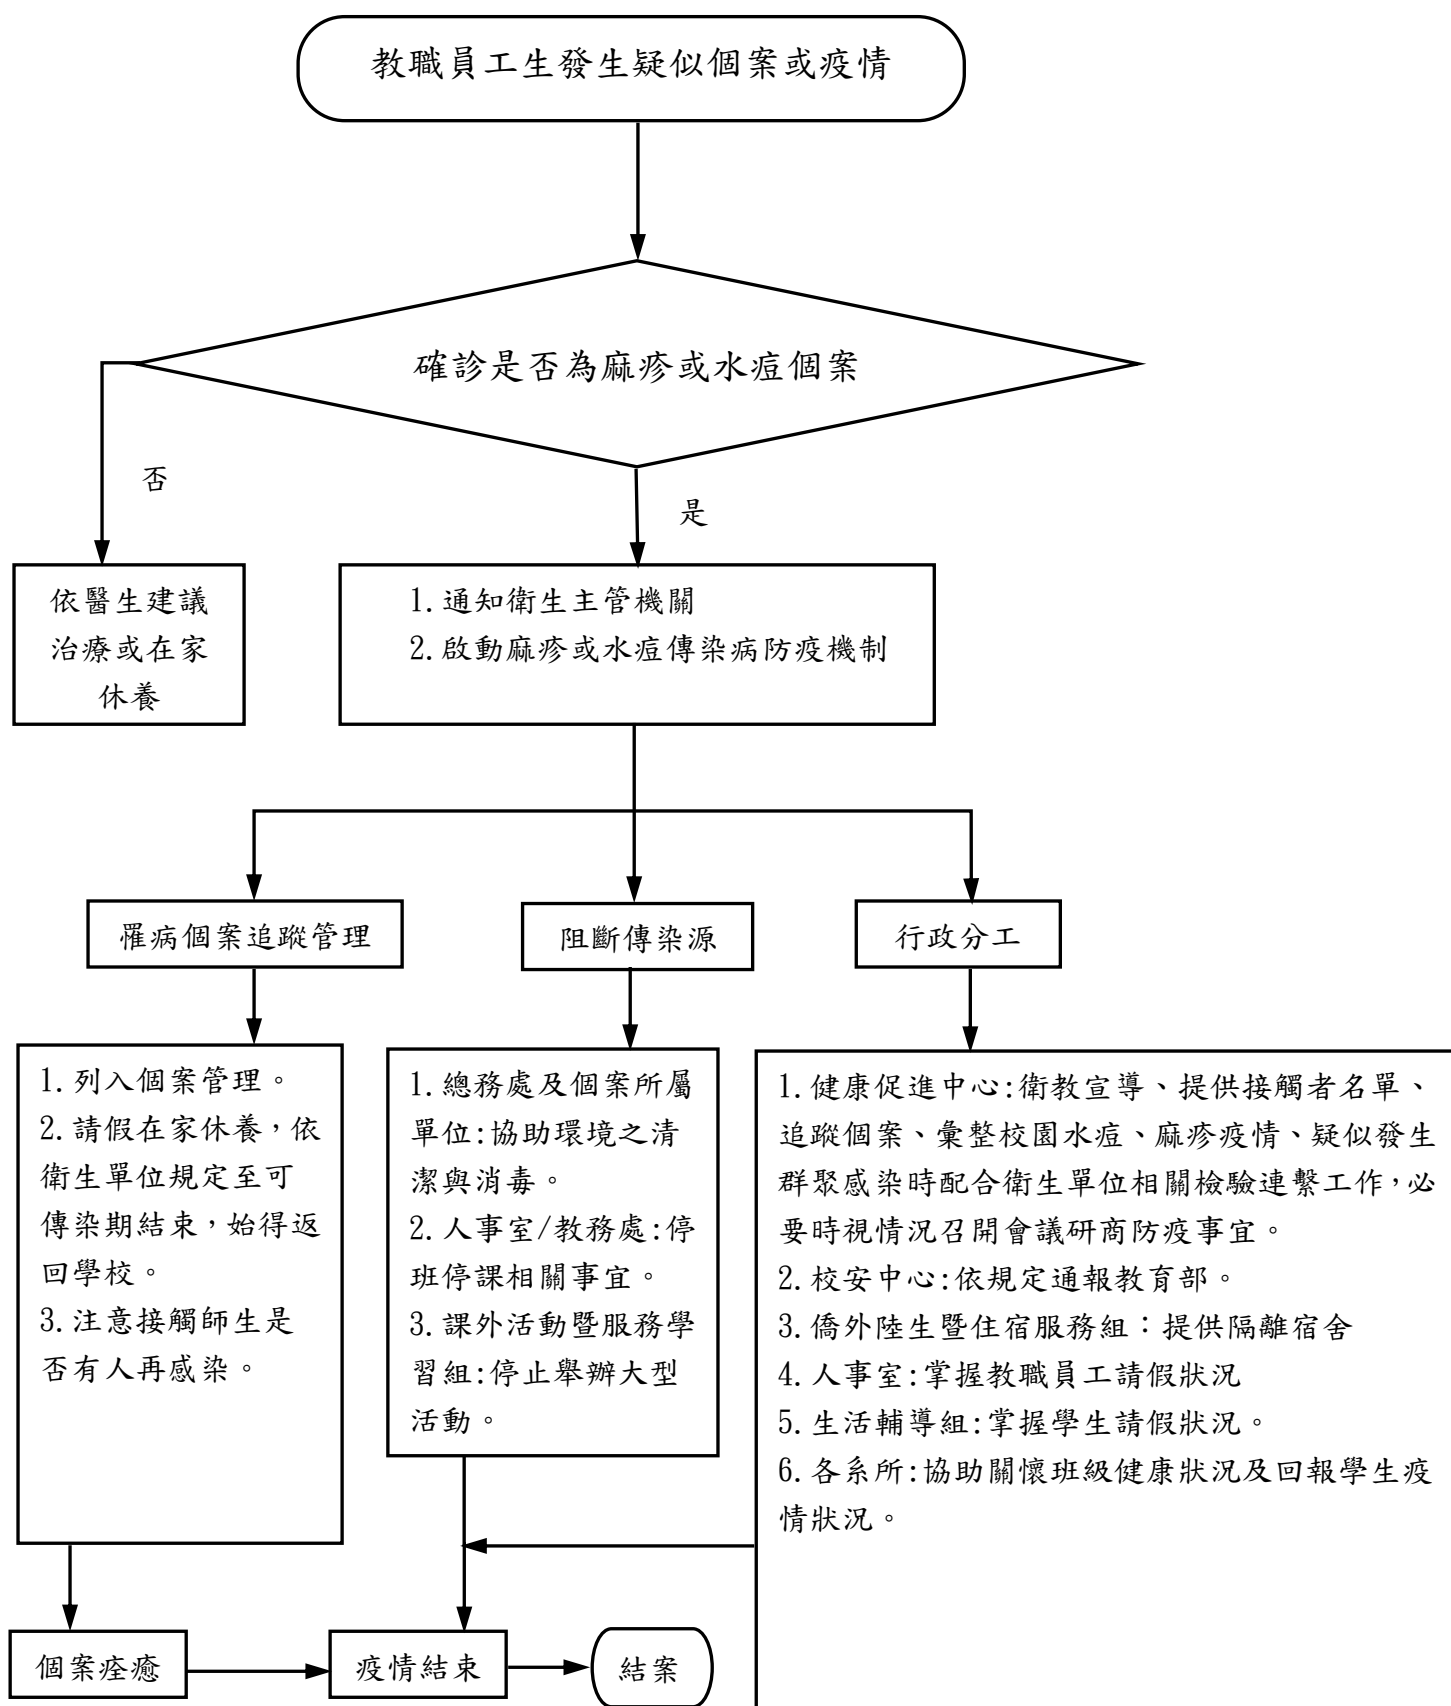 教職員工生發生疑似個案或疫情
確診是否為麻疹或水痘個案
否
是
依醫生建議
治療或在家
休養
1.通知衛生主管機關
2.啟動麻疹或水痘傳染病防疫機制
罹病個案追蹤管理
阻斷傳染源
行政分工
1.列入個案管理。
2.請假在家休養，依
衛生單位規定至可
傳染期結束，始得返
回學校。
3.注意接觸師生是
否有人再感染。
1.總務處及個案所屬
單位:協助環境之清
潔與消毒。
2.人事室/教務處:停
班停課相關事宜。
3.課外活動暨服務學
習組:停止舉辦大型
活動。
1.健康促進中心:衛教宣導、提供接觸者名單、
追蹤個案、彙整校園水痘、麻疹疫情、疑似發生
群聚感染時配合衛生單位相關檢驗連繫工作，必
要時視情況召開會議研商防疫事宜。
2.校安中心:依規定通報教育部。
3.僑外陸生暨住宿服務組：提供隔離宿舍
4.人事室:掌握教職員工請假狀況
5.生活輔導組:掌握學生請假狀況。
6.各系所:協助關懷班級健康狀況及回報學生疫
情狀況。
個案痊癒
疫情結束
結案